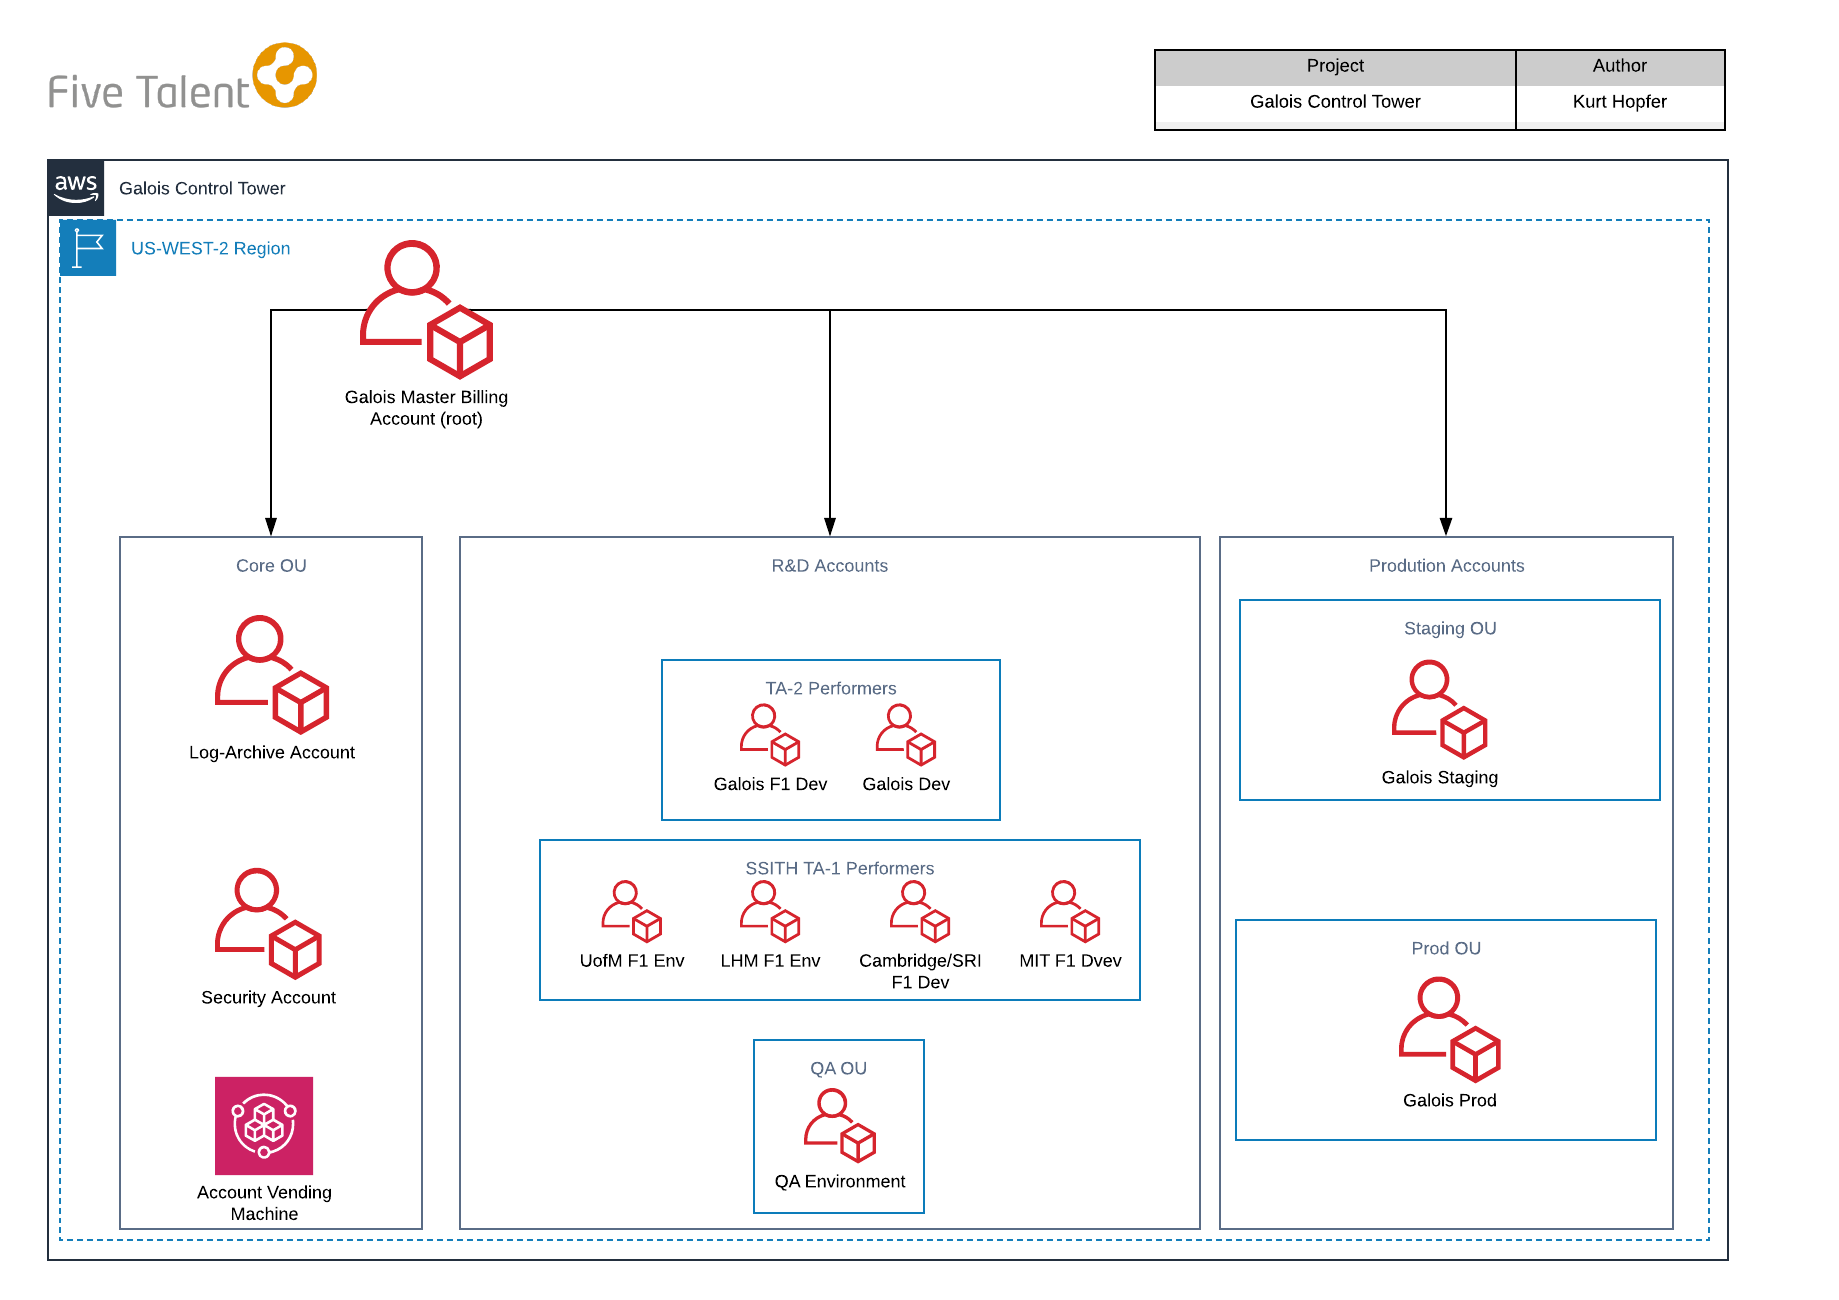 Five Talent
Project
Author
Galois Control Tower
Kurt Hopfer
aws
Galois Control Tower
US-WEST-2 Region
Galois Master Billing
Account (root)
Core OU
Log-Archive Account
Security Account
Account Vending
Machine
R&D Accounts
TA-2 Performers
Galois F1 Dev
Galois Dev
SSITH TA-1 Performers
UofM F1 Env
LHM F1 Env
Cambridge/SRI
F1 Dev
MIT F1 Dvev
QA OU
QA Environment
Prodution Accounts
Staging OU
Galois Staging
Prod OU
Galois Prod